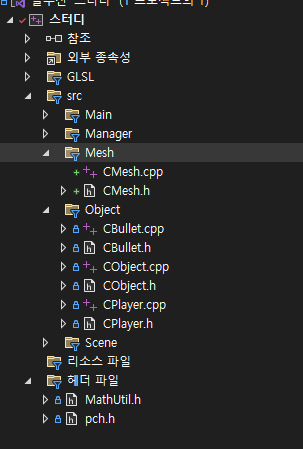 스터디
참조
외부 종속성
GLSL
src
Main
Manager
Mesh
CMesh.cpp
CMesh.h
Object
CBullet.cpp
CBullet.h
CObject.cpp
CObject.h
CPlayer.cpp
CPlayer.h
Scene
리소스 파일
헤더 파일
MathUtil.h
pch.h